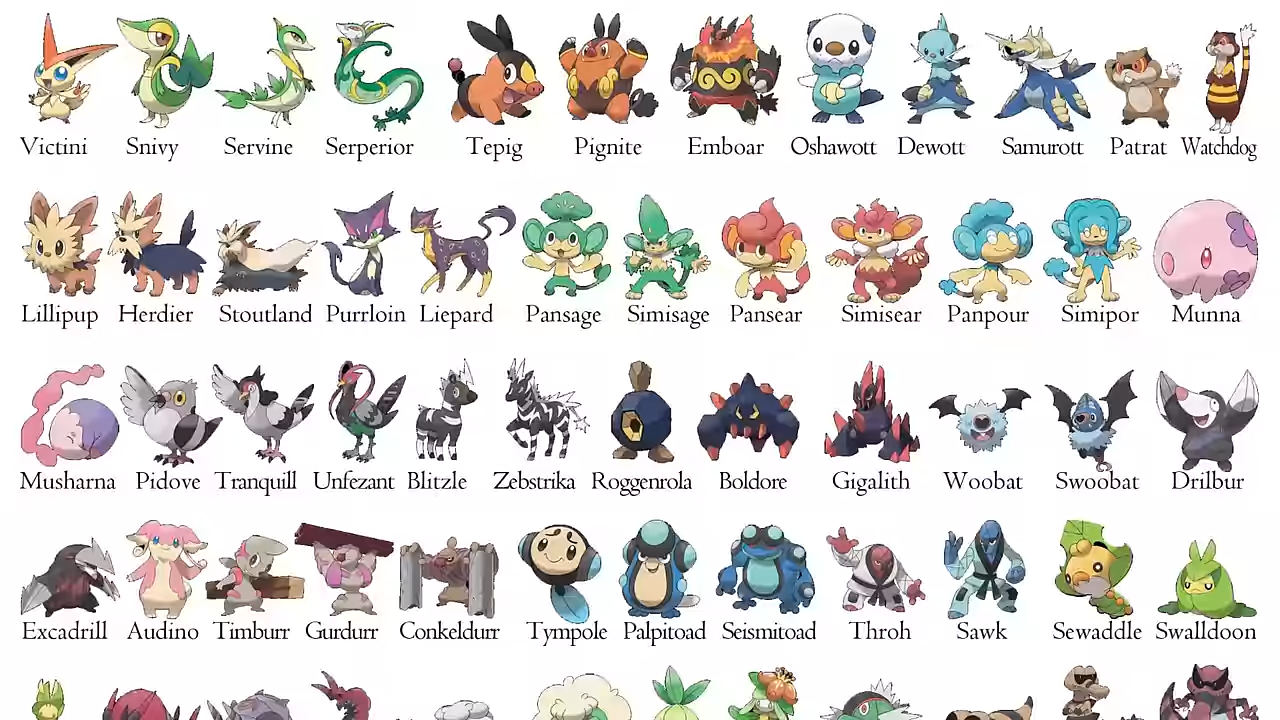 Victini Snivy Servine Serperior Tepig Pignite Emboar Oshawott Dewott Samurott Patrat Watchdog
Lillipup Herdier Stoutland Purrloin Liepard Pansage Simisage Pansear Simisear Panpour Simipor Munna
Musharna Pidove Tranquill Unfezant Blitzle Zebstrika Roggenrola Boldore Gigalith Woobat Swoobat Drilbur
Excadrill Audino Timburr Gurdurr Conkeldurr Tympole Palpitoad Seismitoad Throh Sawk Sewaddle Swalldoon